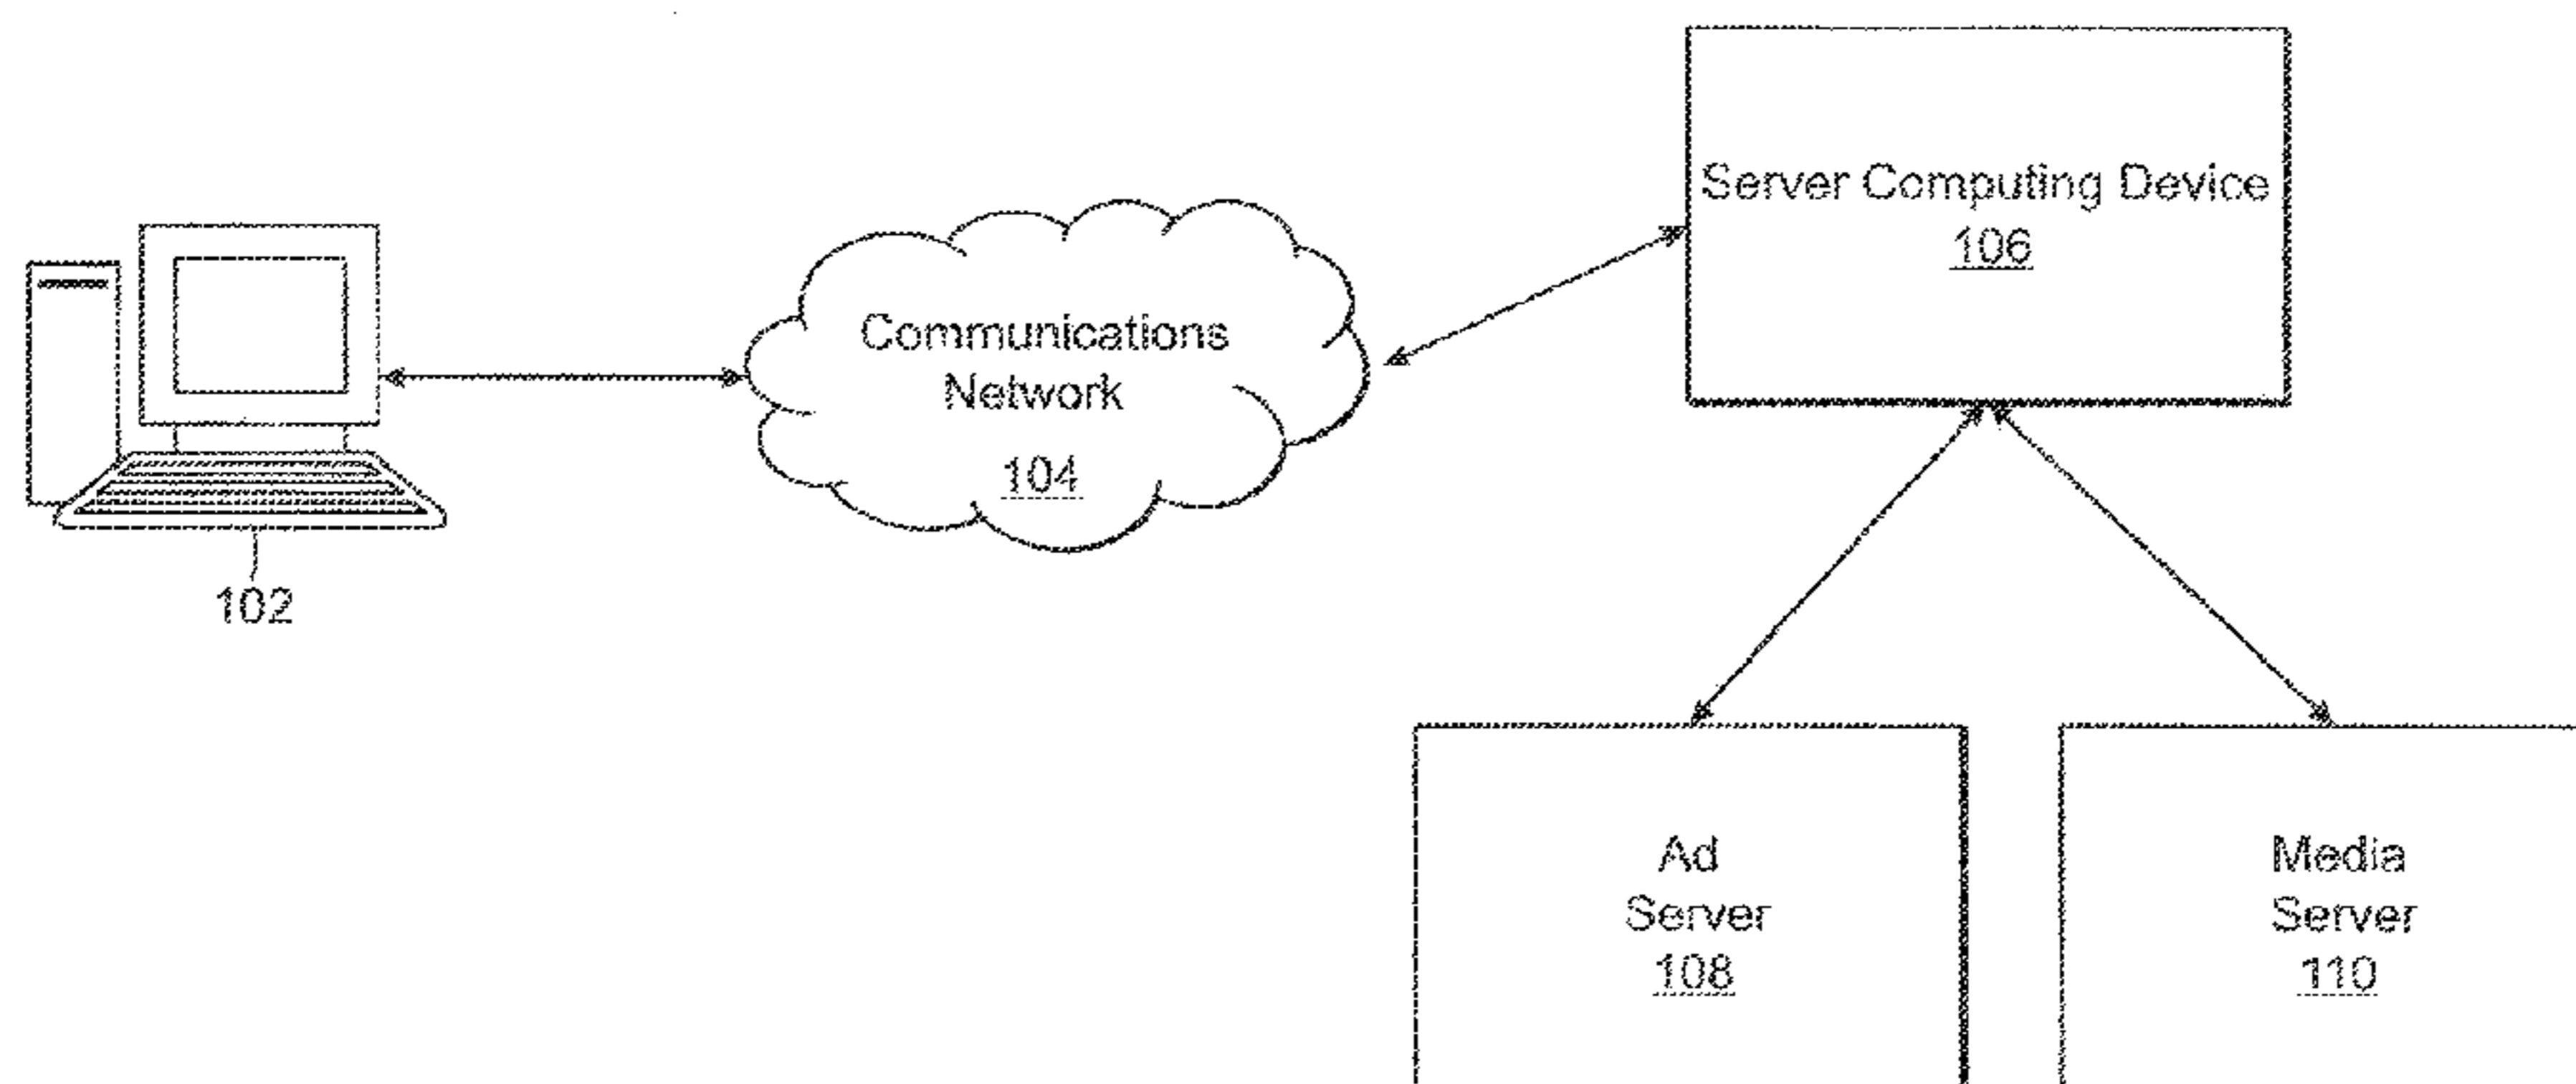 Server Computing Device
106
Communications
Network
104
102
Ad
Server
108
Media
Server
110